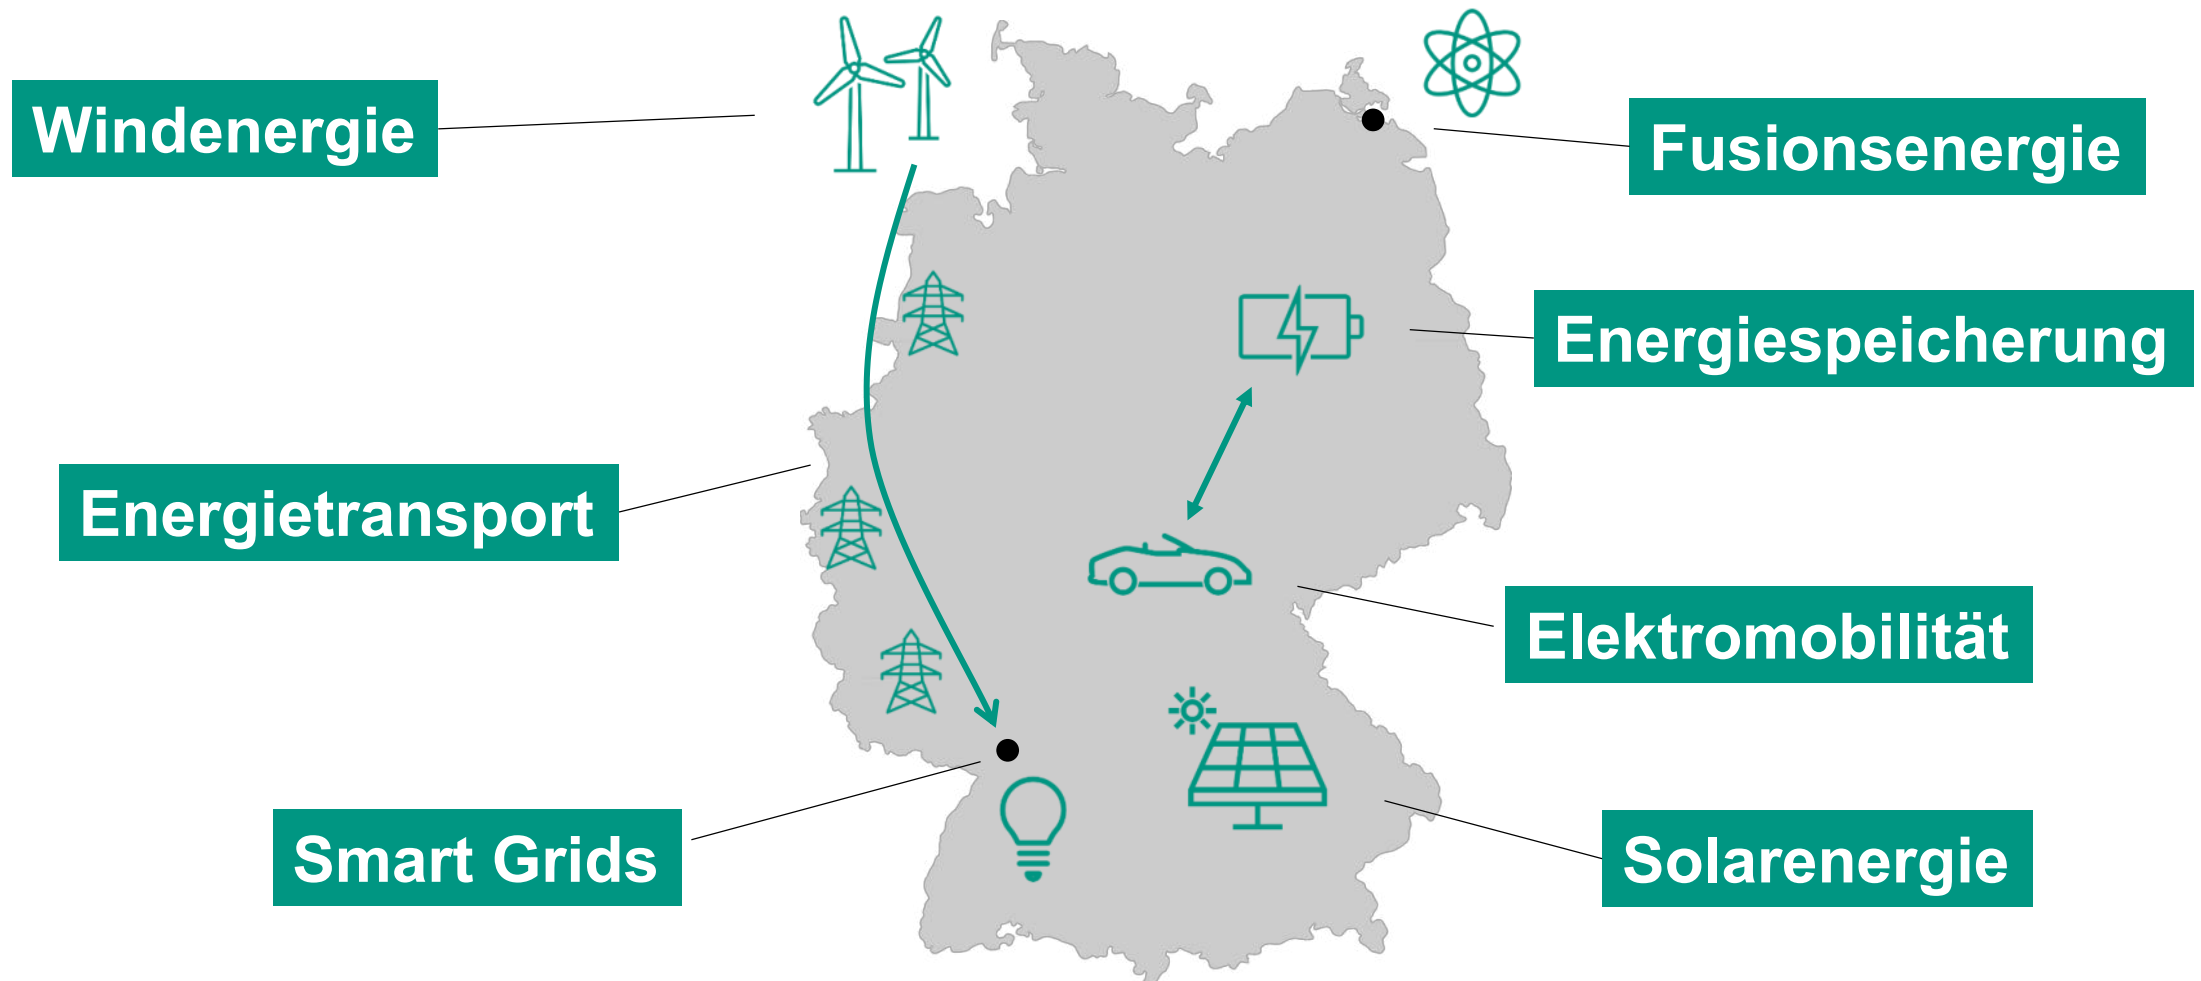 Windenergie
Fusionsenergie
Energiespeicherung
Energietransport
Elektromobilität
Smart Grids
Solarenergie